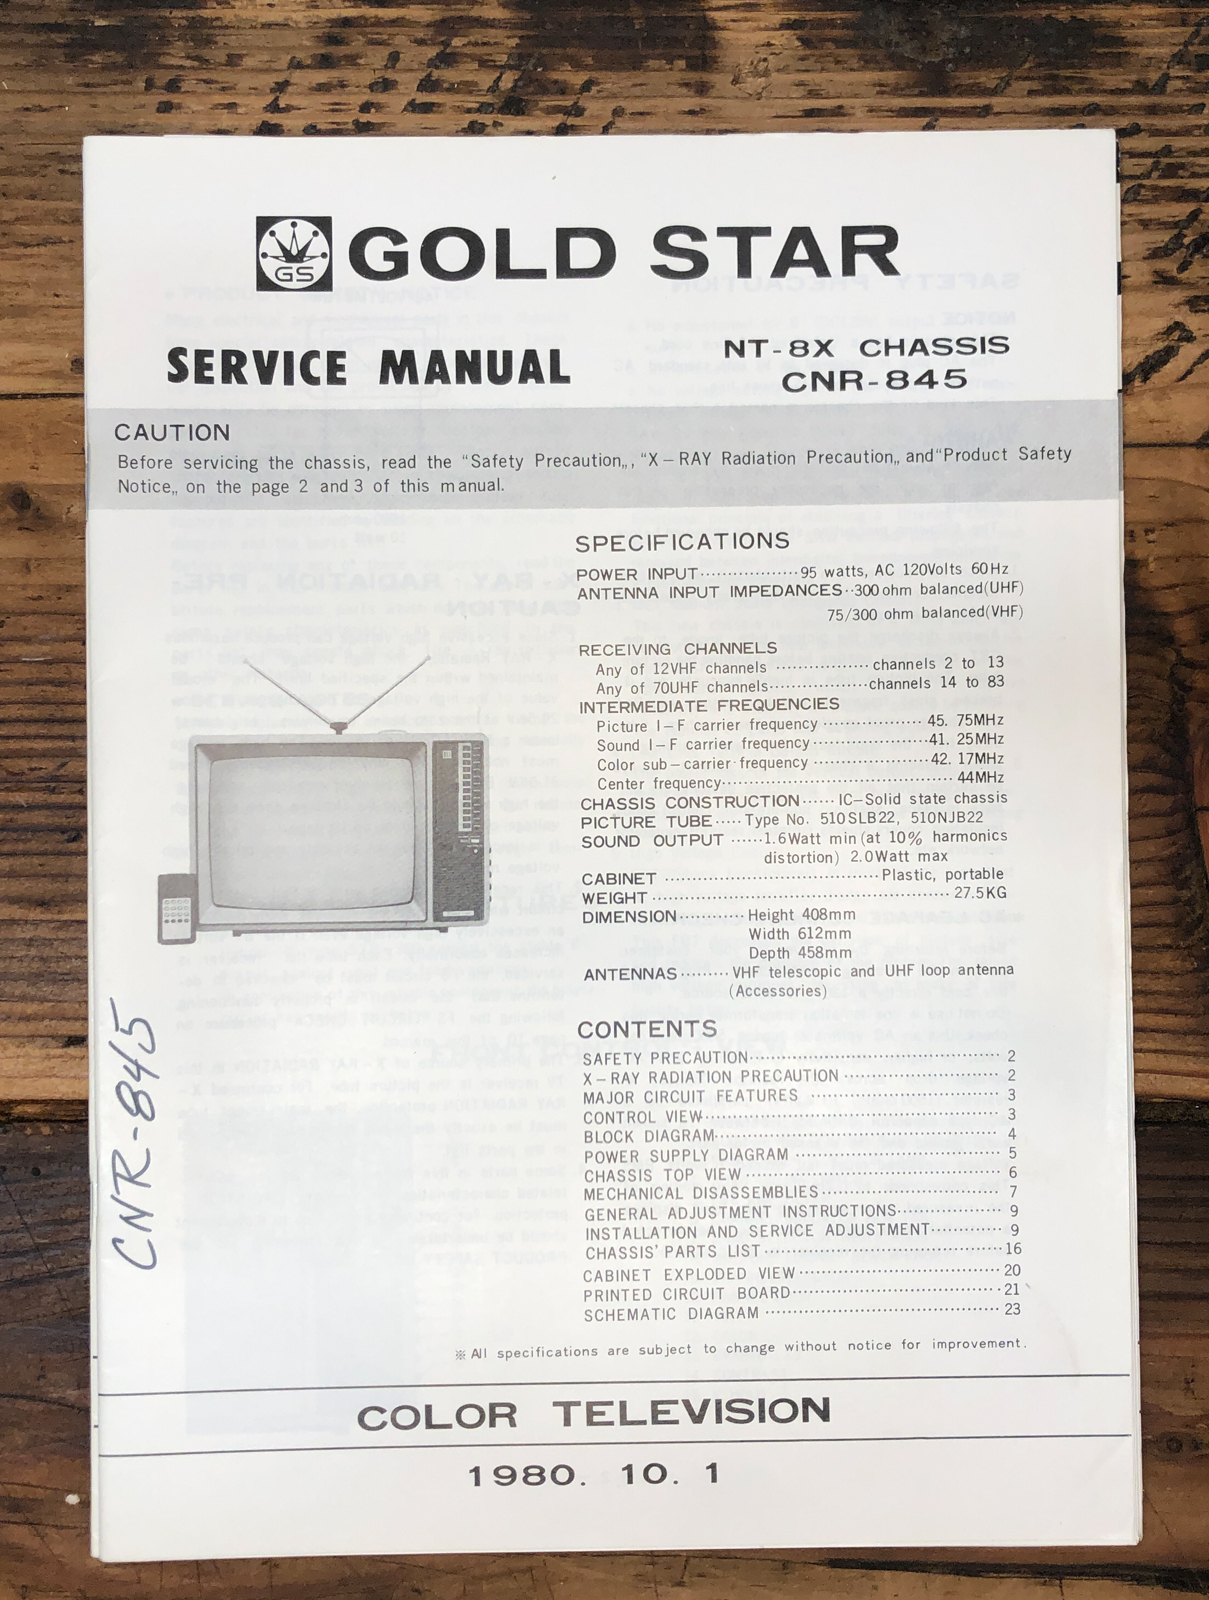 GS GOLD STAR
SERVICE MANUAL
NT-8X CHASSIS
CNR-845
CAUTION
Before servicing the chassis, read the “Safety Precaution„, “X–RAY Radiation Precaution„ and “Product Safety
Notice„ on the page 2 and 3 of this manual.
SPECIFICATIONS
POWER INPUT·················95 watts, AC 120Volts 60Hz
ANTENNA INPUT IMPEDANCES··300 ohm balanced(UHF)
75/300 ohm balanced(VHF)
RECEIVING CHANNELS
Any of 12VHF channels ················channels 2 to 13
Any of 70UHF channels·················channels 14 to 83
INTERMEDIATE FREQUENCIES
Picture I–F carrier frequency ················· 45. 75MHz
Sound I–F carrier frequency···················41. 25MHz
Color sub–carrier frequency ···················42. 17MHz
Center frequency······································· 44MHz
CHASSIS CONSTRUCTION······ IC–Solid state chassis
PICTURE TUBE·····Type No. 510SLB22, 510NJB22
SOUND OUTPUT ······1.6Watt min(at 10% harmonics
distortion) 2.0Watt max
CABINET ····································Plastic, portable
WEIGHT··················································27.5KG
DIMENSION··········· Height 408mm
Width 612mm
Depth 458mm
ANTENNAS·········VHF telescopic and UHF loop antenna
(Accessories)
CONTENTS
SAFETY PRECAUTION··········································2
X–RAY RADIATION PRECAUTION ···························2
MAJOR CIRCUIT FEATURES ································3
CONTROL VIEW··················································3
BLOCK DIAGRAM················································4
POWER SUPPLY DIAGRAM ···································5
CHASSIS TOP VIEW············································6
MECHANICAL DISASSEMBLIES······························7
GENERAL ADJUSTMENT INSTRUCTIONS··················9
INSTALLATION AND SERVICE ADJUSTMENT············9
CHASSIS' PARTS LIST········································16
CABINET EXPLODED VIEW··································20
PRINTED CIRCUIT BOARD···································21
SCHEMATIC DIAGRAM ·······································23
※ All specifications are subject to change without notice for improvement.
COLOR TELEVISION
1980. 10. 1
CNR-845